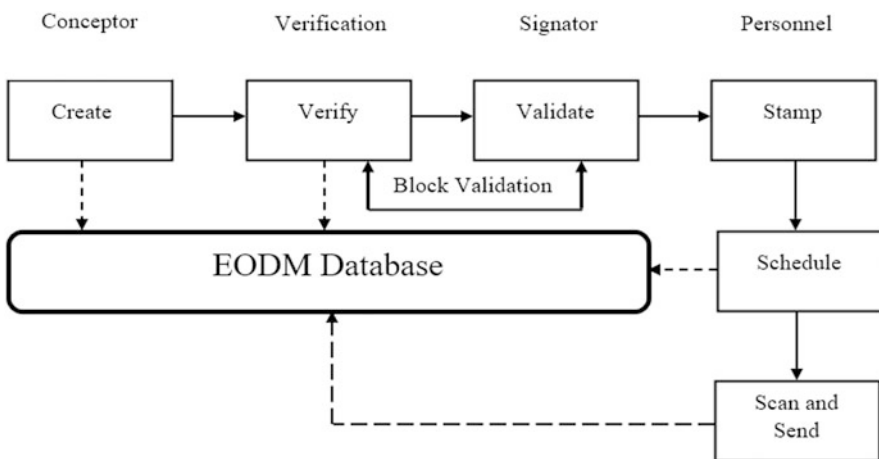 Conceptor Verification Signator Personnel
Create Verify Validate Stamp
Block Validation
EODM Database Schedule
Scan and
Send